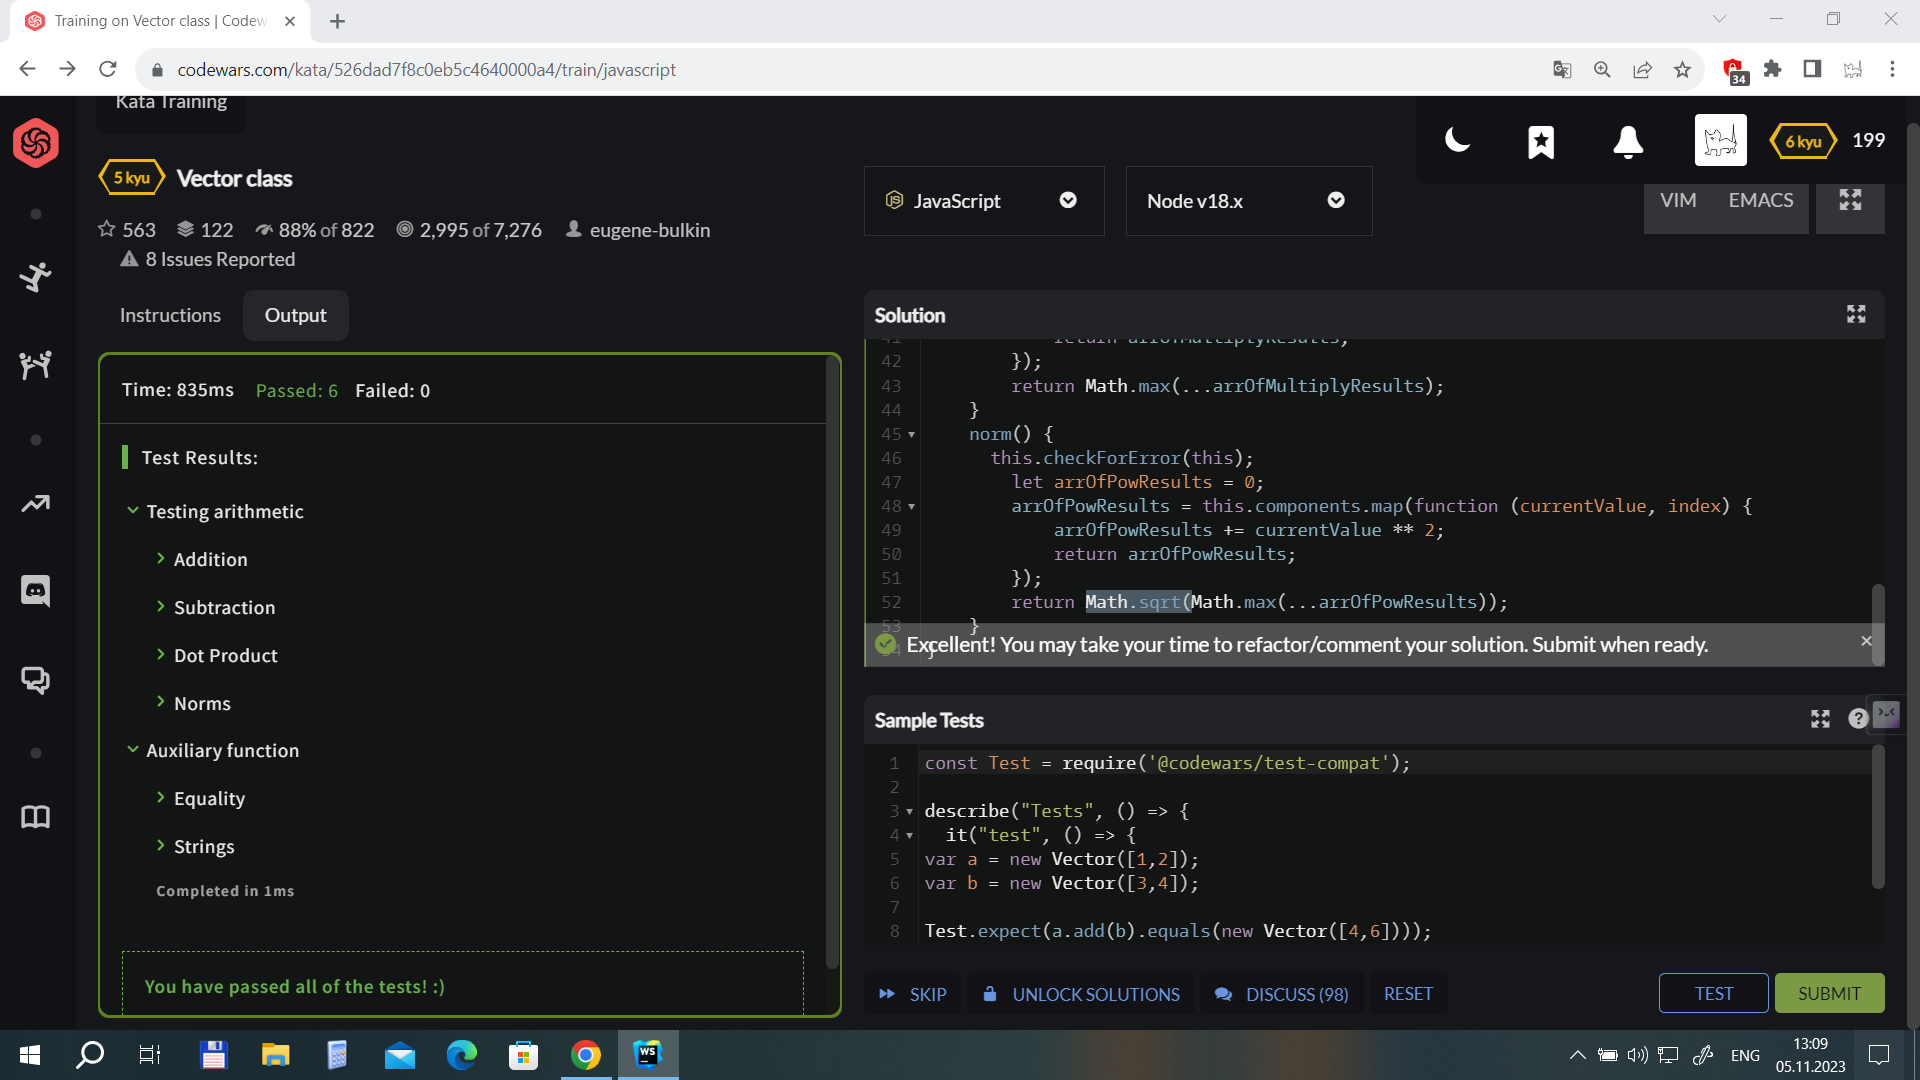 Training on Vector class | Codew
codewars.com/kata/526dad7f8c0eb5c4640000a4/train/javascript
34
Kata Training
6 kyu
199
5 kyu
Vector class
563
122
88% of 822
2,995 of 7,276
eugene-bulkin
8 Issues Reported
JavaScript
Node v18.x
VIM
EMACS
Instructions
Output
Time: 835ms Passed: 6 Failed: 0
Test Results:
Testing arithmetic
Addition
Subtraction
Dot Product
Norms
Auxiliary function
Equality
Strings
Completed in 1ms
You have passed all of the tests! :)
Solution
41 return arrOfMultiplyResults;
42 });
43 return Math.max(...arrOfMultiplyResults);
44 }
45 norm() {
46 this.checkForError(this);
47 let arrOfPowResults = 0;
48 arrOfPowResults = this.components.map(function (currentValue, index) {
49 arrOfPowResults += currentValue ** 2;
50 return arrOfPowResults;
51 });
52 return Math.sqrt(Math.max(...arrOfPowResults));
53 }
54 }
Excellent! You may take your time to refactor/comment your solution. Submit when ready.
Sample Tests
?
1 const Test = require('@codewars/test-compat');
2
3 describe("Tests", () => {
4 it("test", () => {
5 var a = new Vector([1,2]);
6 var b = new Vector([3,4]);
7
8 Test.expect(a.add(b).equals(new Vector([4,6])));
SKIP
UNLOCK SOLUTIONS
DISCUSS (98)
RESET
TEST
SUBMIT
WS
ENG
13:09
05.11.2023